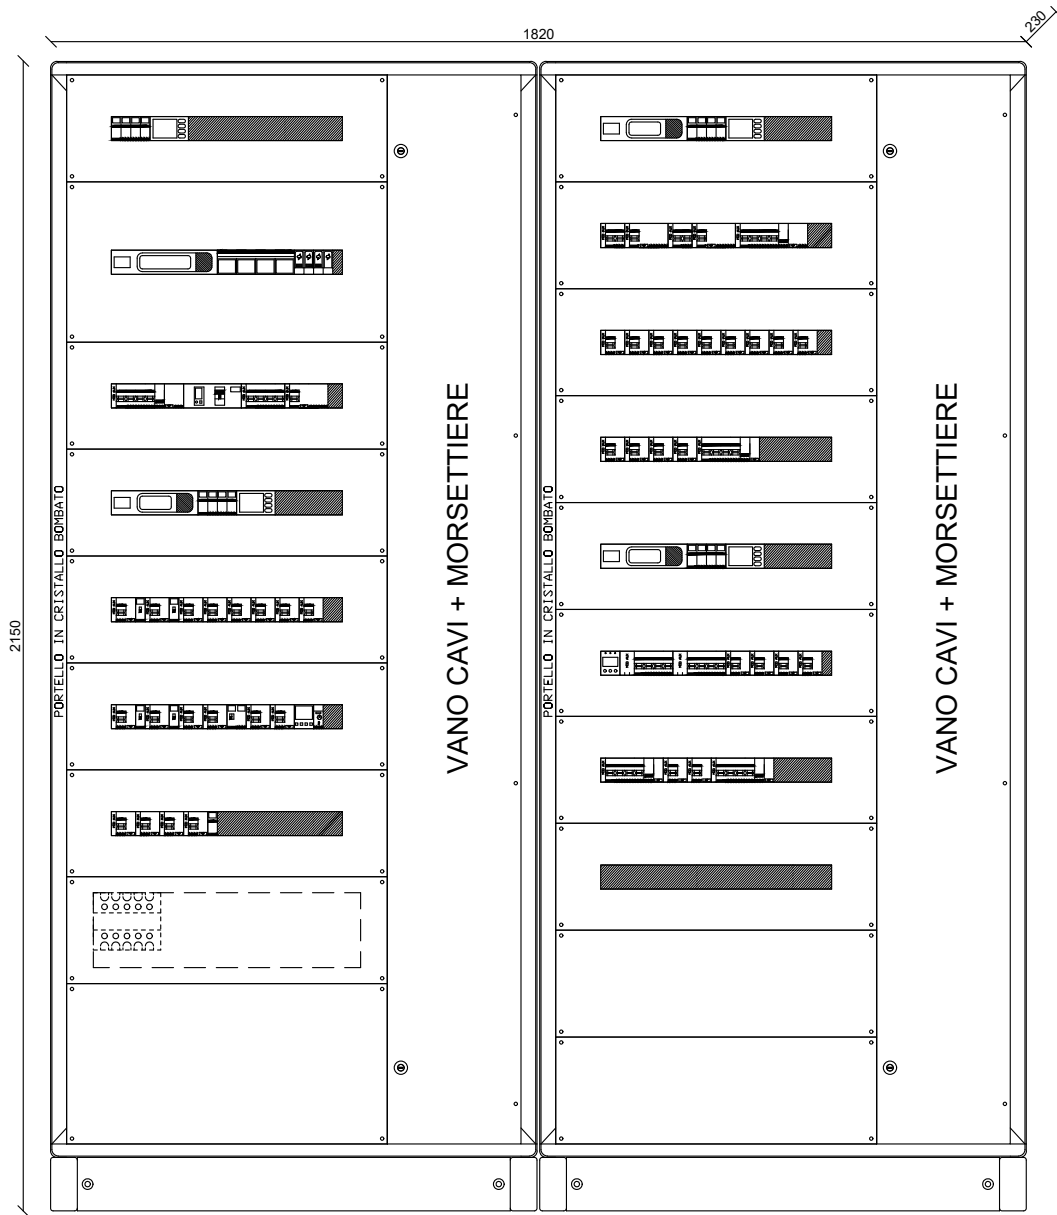 1820
230
2150
PORTELLO IN CRISTALLO BOMBATO
VANO CAVI + MORSETTIERE
PORTELLO IN CRISTALLO BOMBATO
VANO CAVI + MORSETTIERE